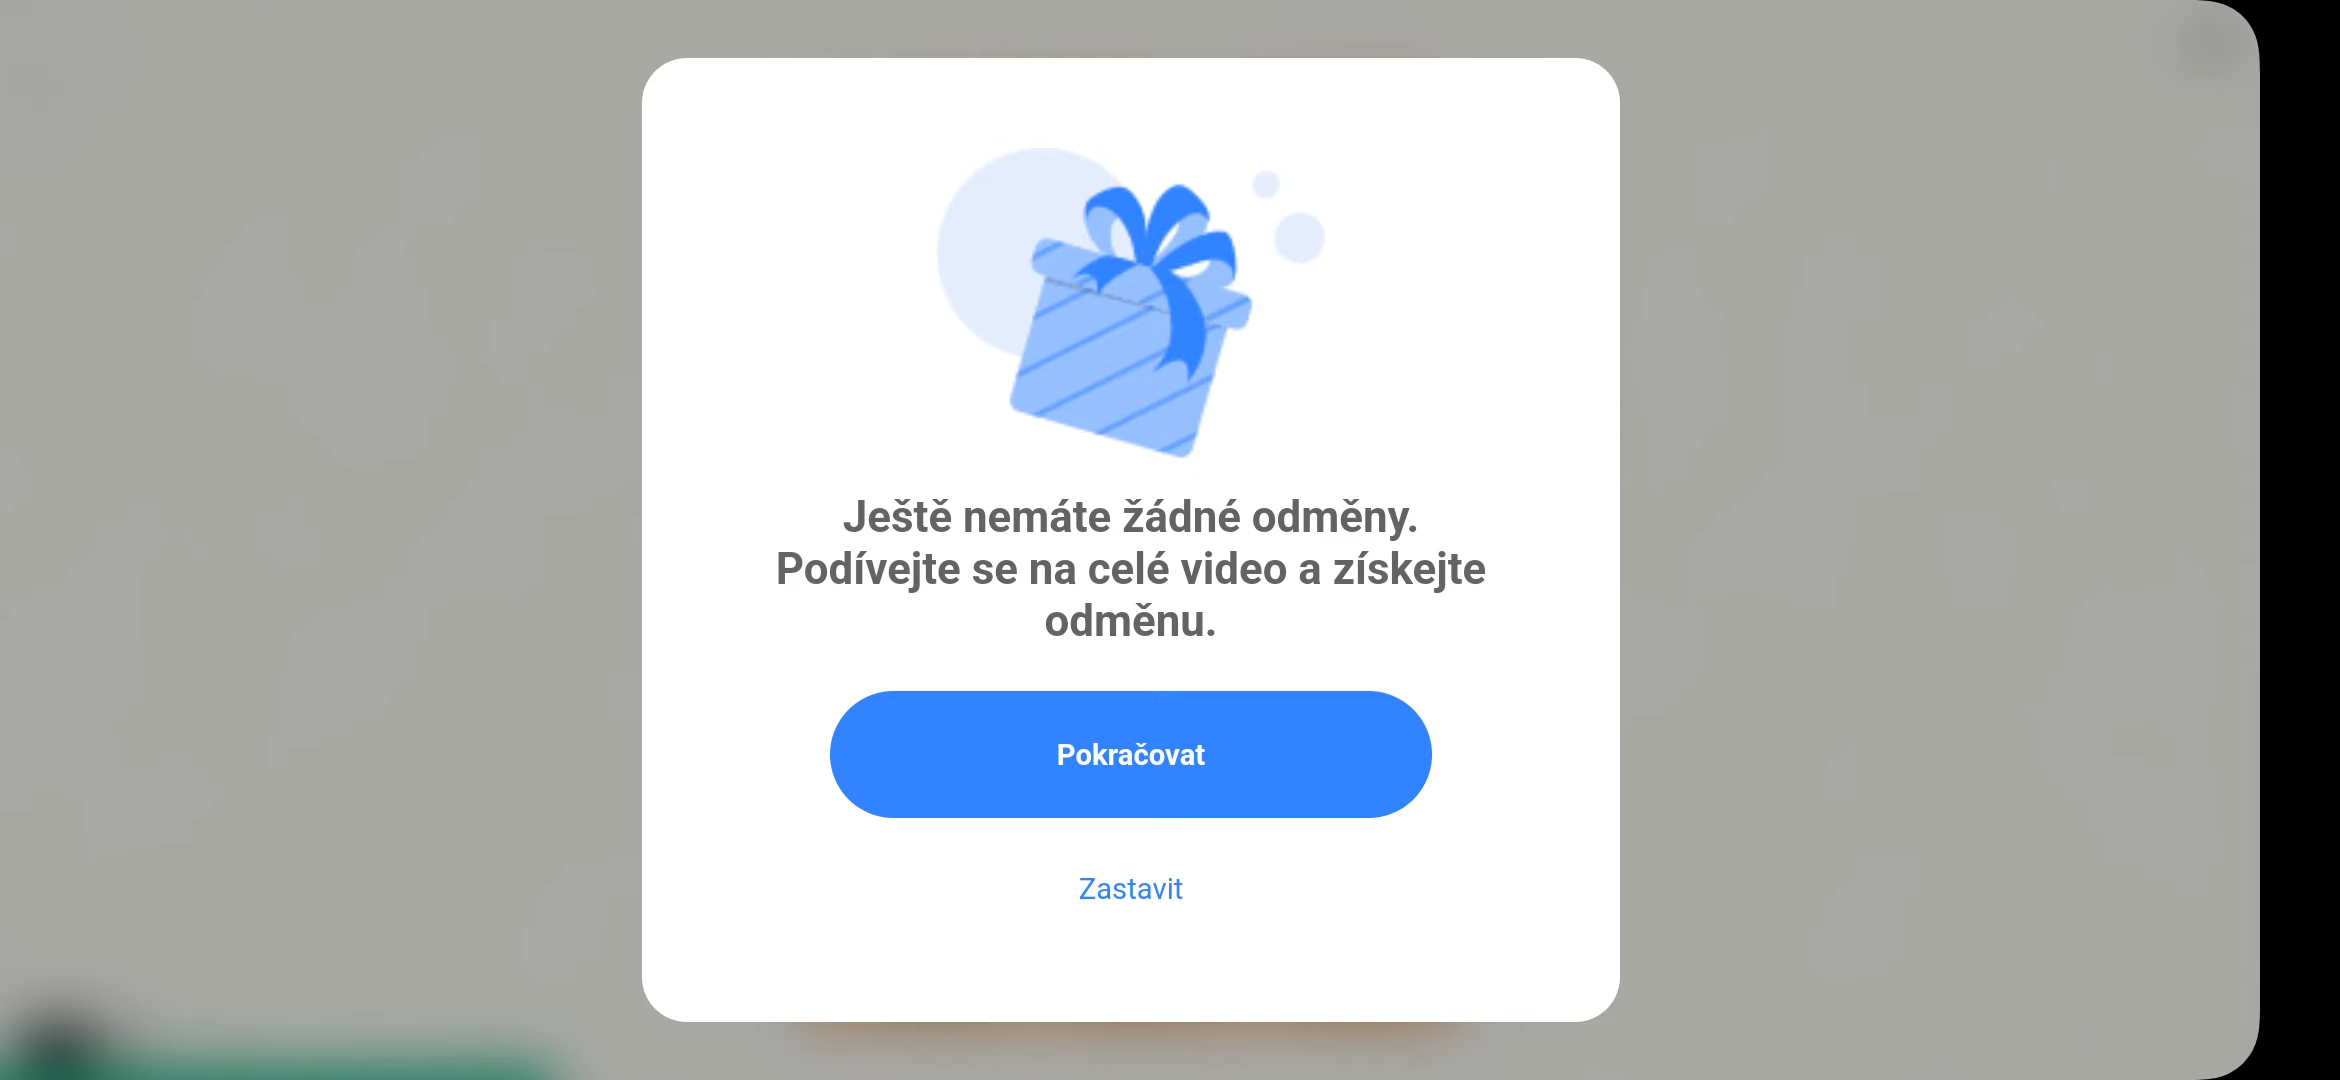 Ještě nemáte žádné odměny.
Podívejte se na celé video a získejte
odměnu.
Pokračovat
Zastavit